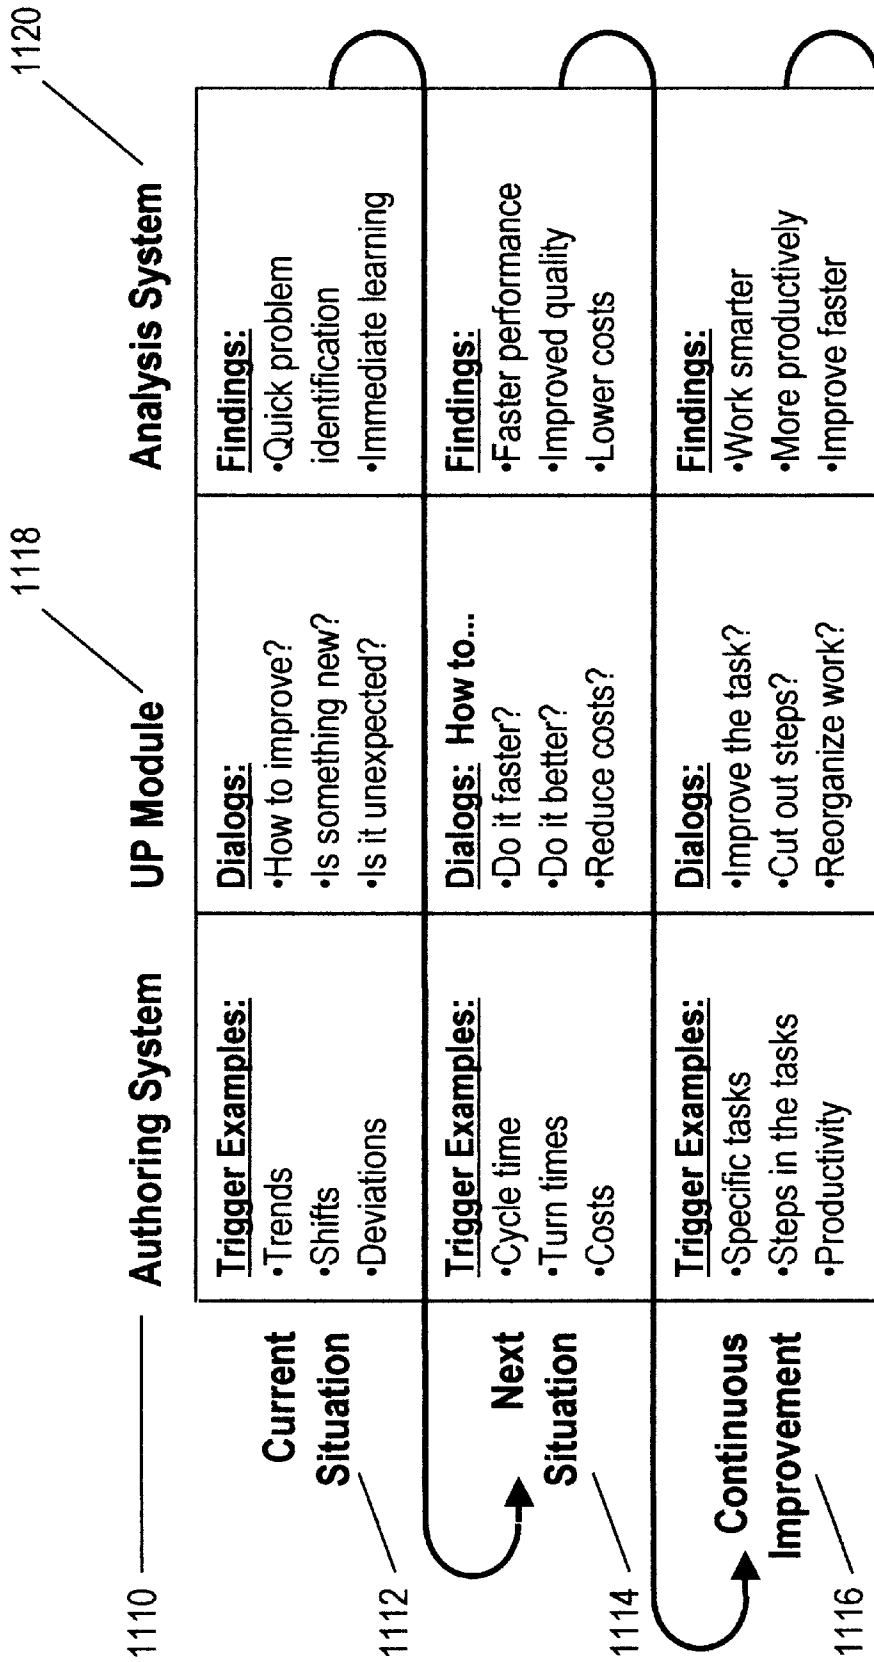 1118
1120
Authoring System
UP Module
Analysis System
1110
Current
Situation
1112
Trigger Examples:
•Trends
•Shifts
•Deviations
Dialogs:
•How to improve?
•Is something new?
•Is it unexpected?
Findings:
•Quick problem
identification
•Immediate learning
Next
Situation
1114
Trigger Examples:
•Cycle time
•Turn times
•Costs
Dialogs: How to...
•Do it faster?
•Do it better?
•Reduce costs?
Findings:
•Faster performance
•Improved quality
•Lower costs
Continuous
Improvement
1116
Trigger Examples:
•Specific tasks
•Steps in the tasks
•Productivity
Dialogs:
•Improve the task?
•Cut out steps?
•Reorganize work?
Findings:
•Work smarter
•More productively
•Improve faster